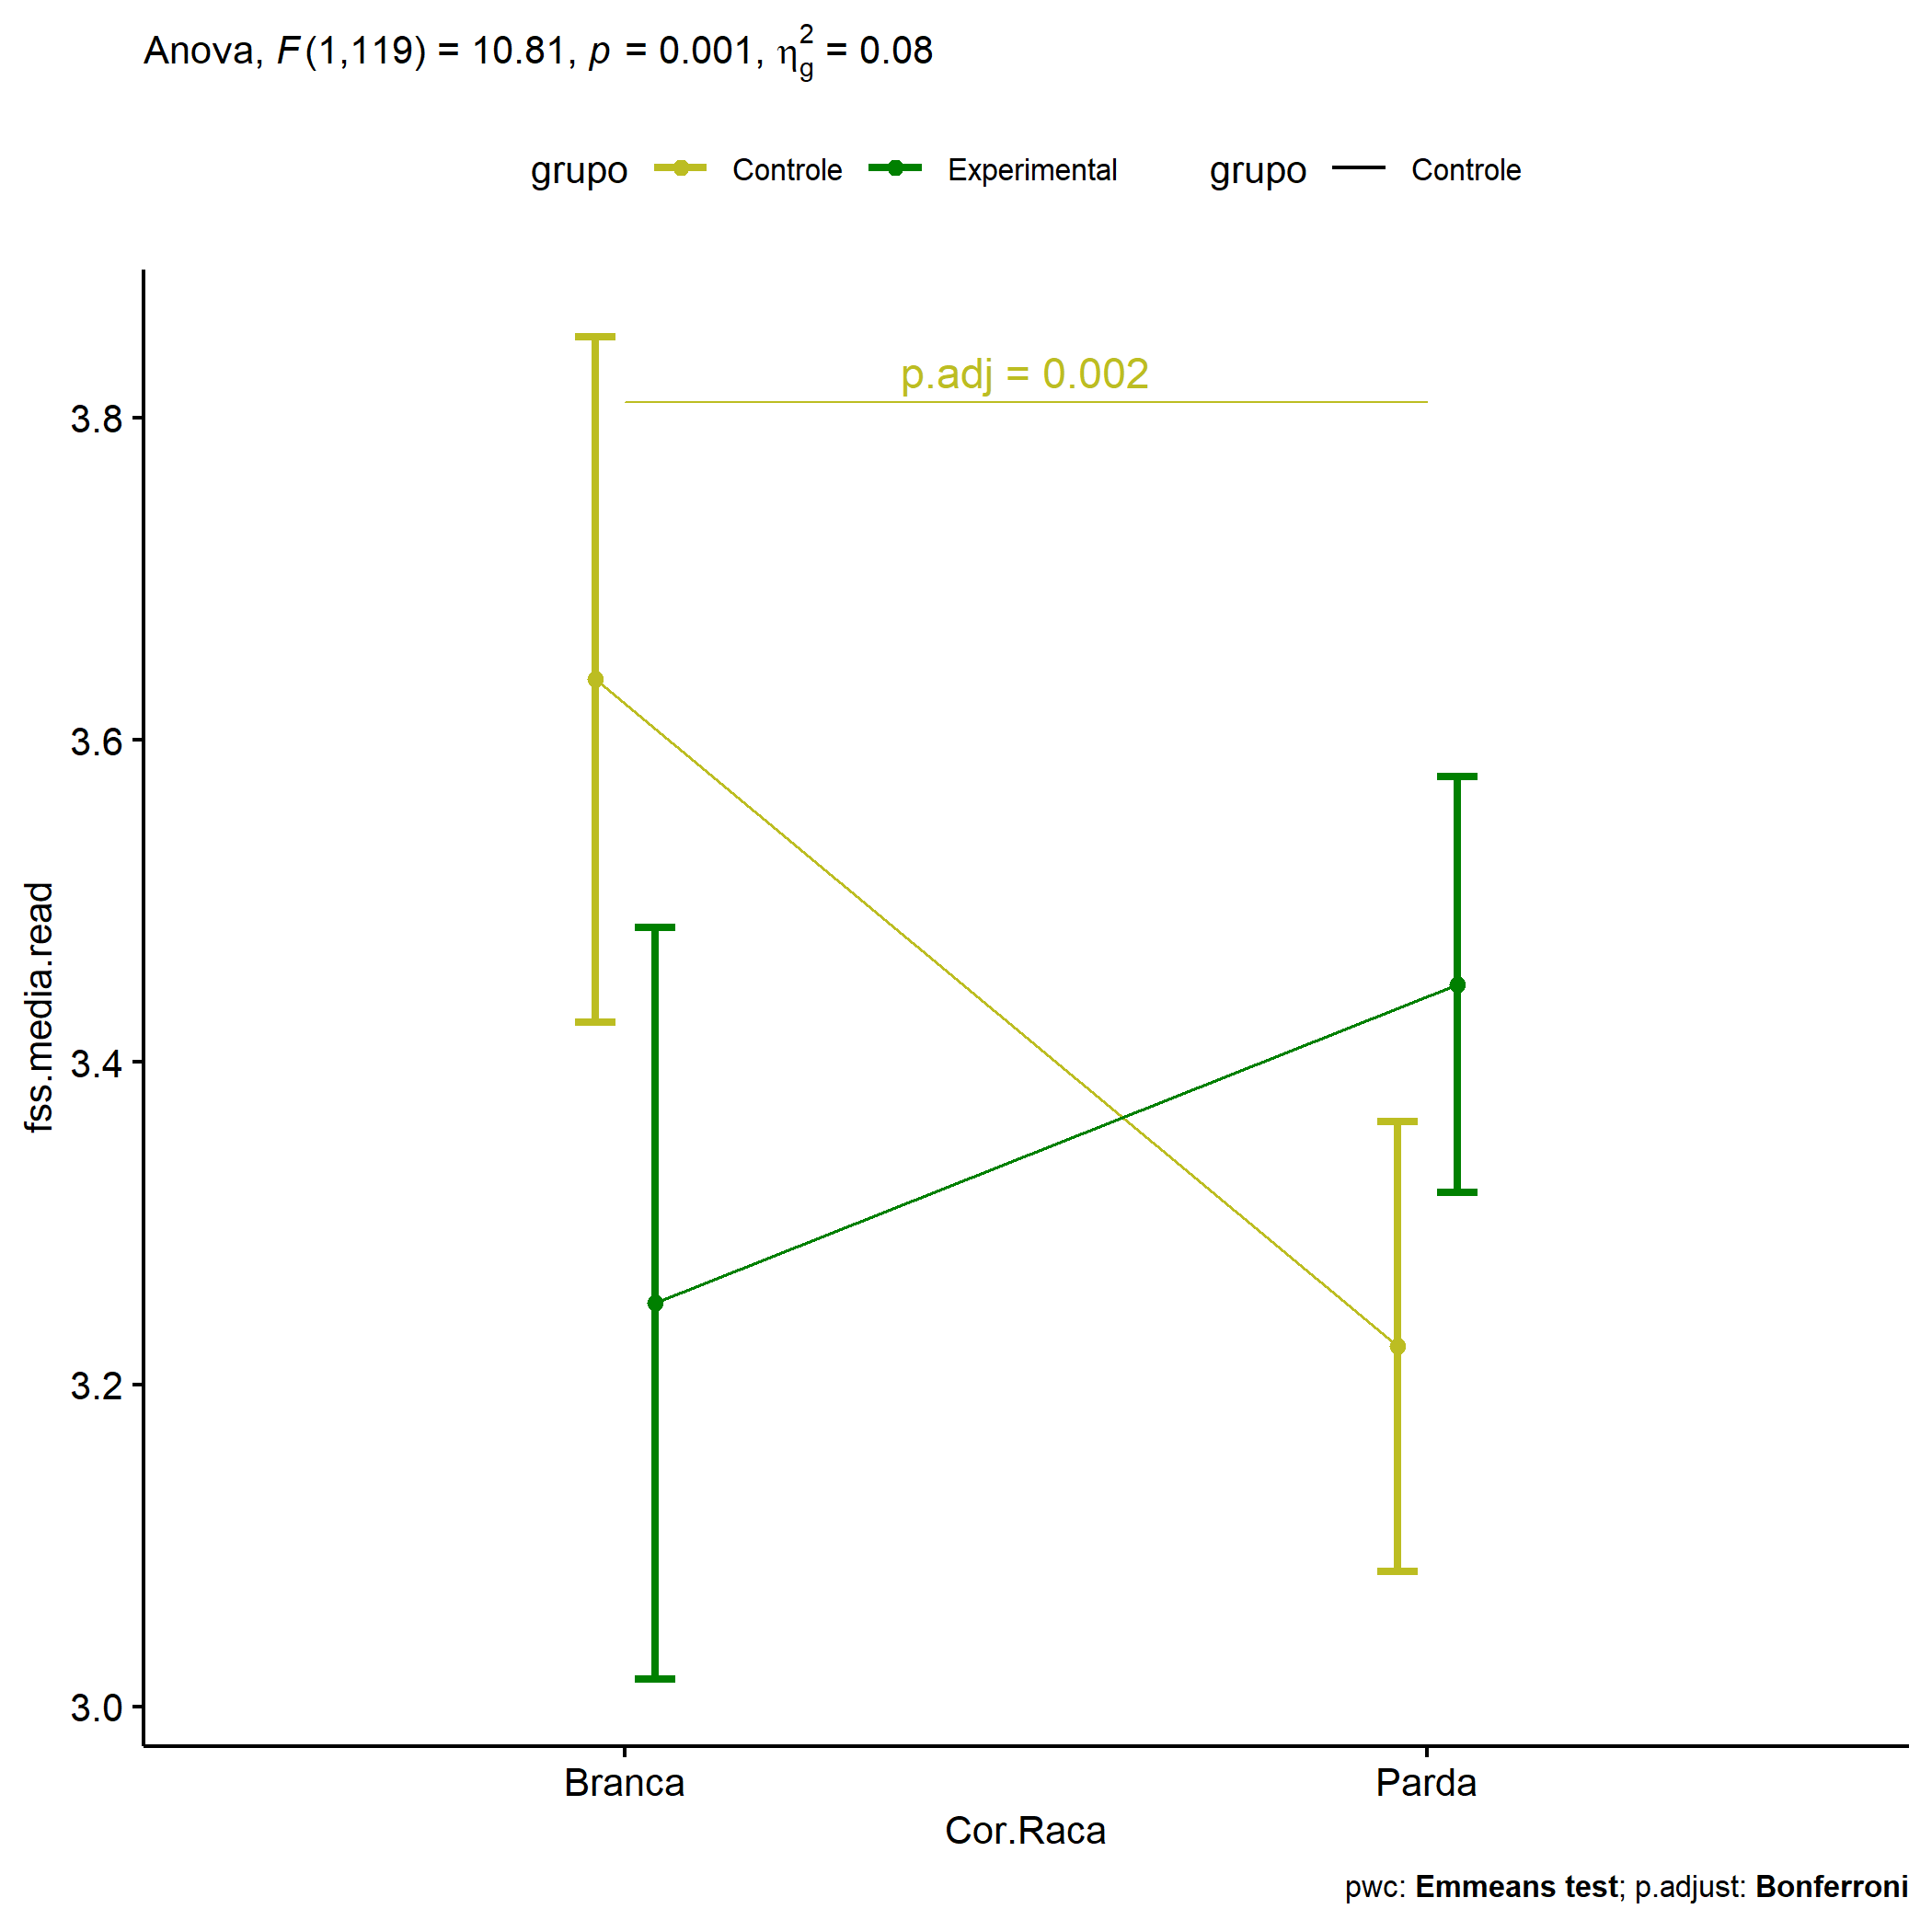 Anova, F(1,119) = 10.81, p = 0.001, η²g = 0.08
grupo Controle Experimental grupo Controle
p.adj = 0.002
3.8
3.6
3.4
3.2
3.0
fss.media.read
Branca Parda
Cor.Raca
pwc: Emmeans test; p.adjust: Bonferroni